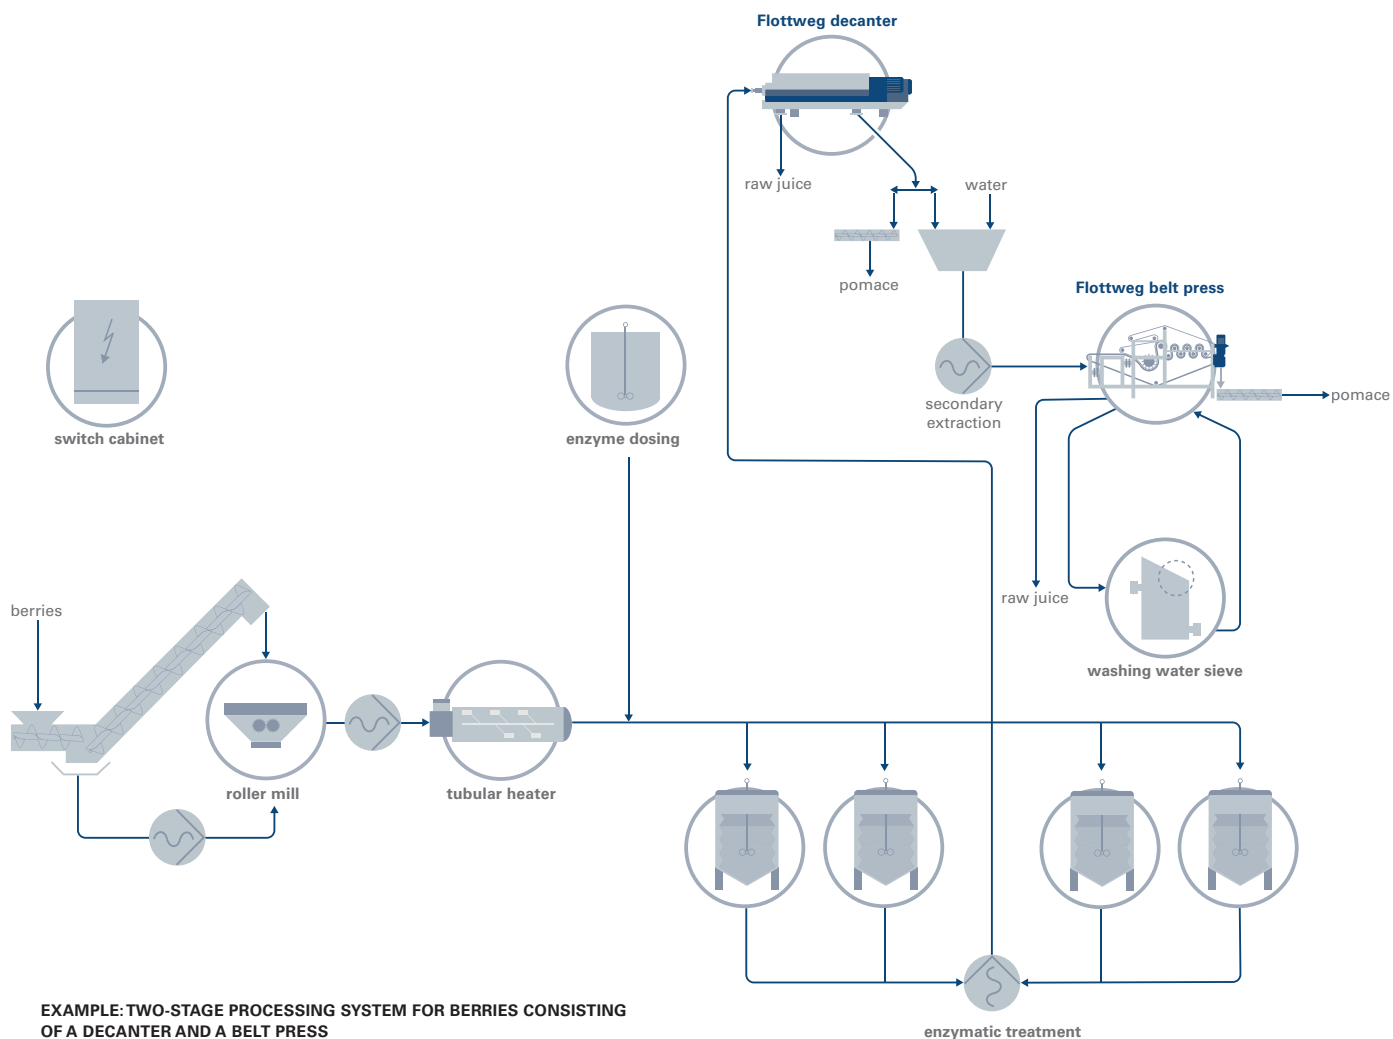 Flottweg decanter
raw juice
water
pomace
Flottweg belt press
secondary
extraction
pomace
switch cabinet
enzyme dosing
raw juice
berries
washing water sieve
roller mill
tubular heater
EXAMPLE: TWO-STAGE PROCESSING SYSTEM FOR BERRIES CONSISTING
OF A DECANTER AND A BELT PRESS
enzymatic treatment